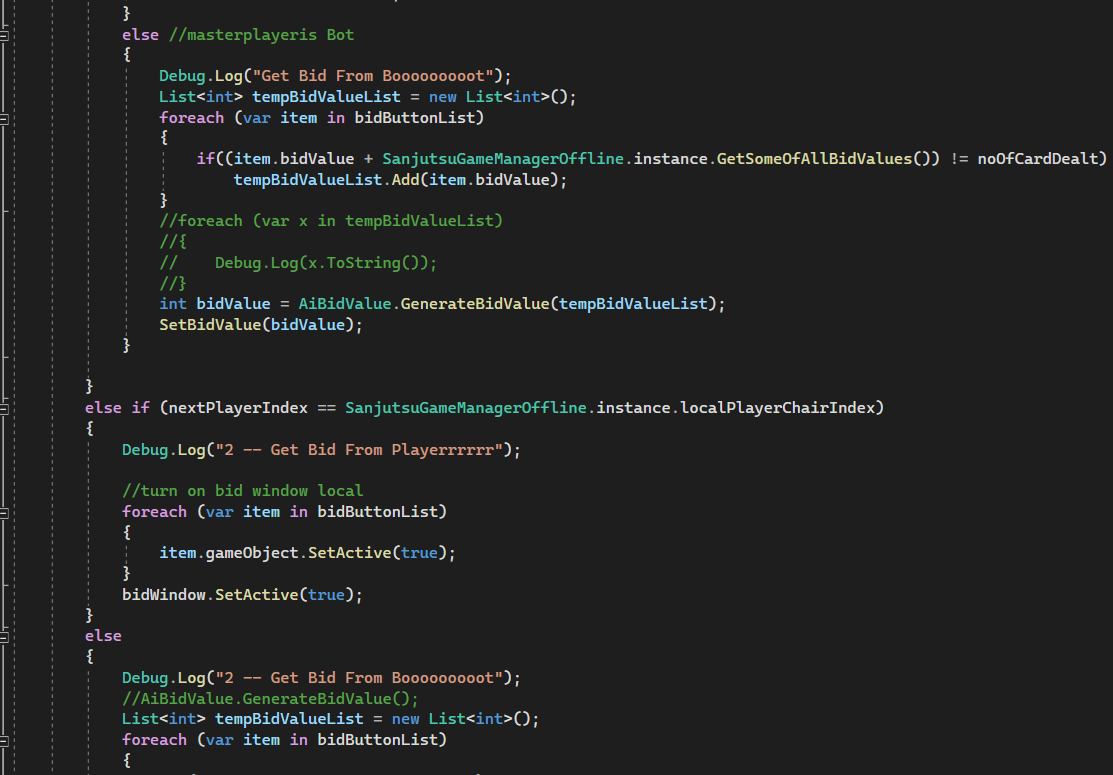 }
else //masterplayeris Bot
{
Debug.Log("Get Bid From Booooooooot");
List<int> tempBidValueList = new List<int>();
foreach (var item in bidButtonList)
{
if((item.bidValue + SanjutsuGameManagerOffline.instance.GetSomeOfAllBidValues()) != noOfCardDealt)
tempBidValueList.Add(item.bidValue);
}
//foreach (var x in tempBidValueList)
//{
//    Debug.Log(x.ToString());
//}
int bidValue = AiBidValue.GenerateBidValue(tempBidValueList);
SetBidValue(bidValue);
}
}
else if (nextPlayerIndex == SanjutsuGameManagerOffline.instance.localPlayerChairIndex)
{
Debug.Log("2 -- Get Bid From Playerrrrrr");
//turn on bid window local
foreach (var item in bidButtonList)
{
item.gameObject.SetActive(true);
}
bidWindow.SetActive(true);
}
else
{
Debug.Log("2 -- Get Bid From Booooooooot");
//AiBidValue.GenerateBidValue();
List<int> tempBidValueList = new List<int>();
foreach (var item in bidButtonList)
{